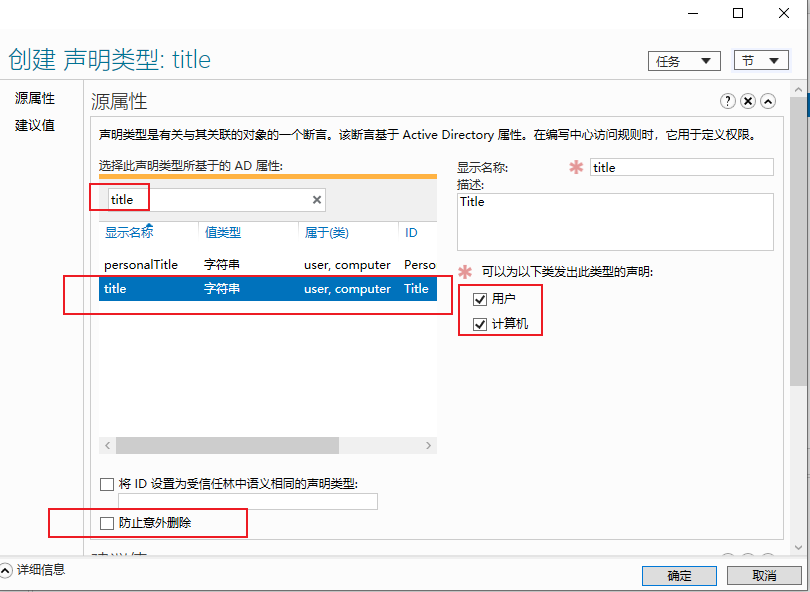 创建 声明类型: title
任务
节
源属性
建议值
源属性
声明类型是有关与其关联的对象的一个断言。该断言基于 Active Directory 属性。在编写中心访问规则时，它用于定义权限。
选择此声明类型所基于的 AD 属性:
title
显示名称 值类型 属于(类) ID
personalTitle 字符串 user, computer Perso
title 字符串 user, computer Title
显示名称: title
描述:
Title
可以为以下类发出此类型的声明:
用户
计算机
将 ID 设置为受信任林中语义相同的声明类型:
防止意外删除
详细信息
确定
取消